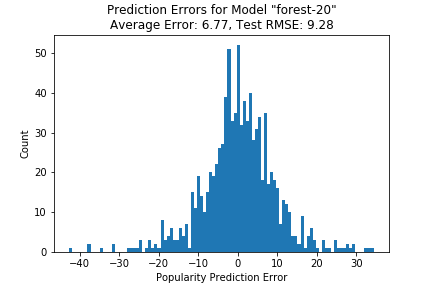 Prediction Errors for Model "forest-20"
Average Error: 6.77, Test RMSE: 9.28
50
40
30
20
10
0
Count
−40 −30 −20 −10 0 10 20 30
Popularity Prediction Error